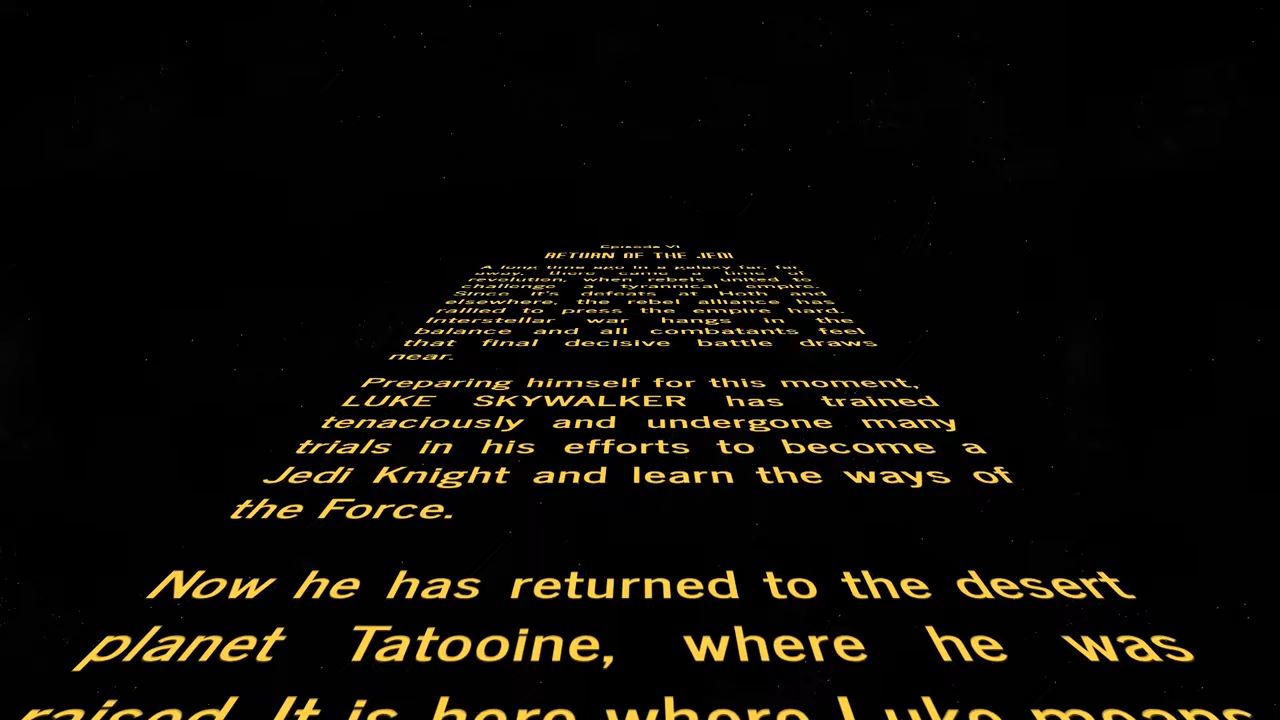 Episode VI
RETURN OF THE JEDI
A long time ago in a galaxy far, far
away, there came a time of
revolution, when rebels united to
challenge a tyrannical empire.
Since it's defeats at Hoth and
elsewhere, the rebel alliance has
rallied to press the empire hard.
Interstellar war hangs in the
balance and all combatants feel
that final decisive battle draws
near.
Preparing himself for this moment,
LUKE SKYWALKER has trained
tenaciously and undergone many
trials in his efforts to become a
Jedi Knight and learn the ways of
the Force.
Now he has returned to the desert
planet Tatooine, where he was
raised. It is here where Luke means